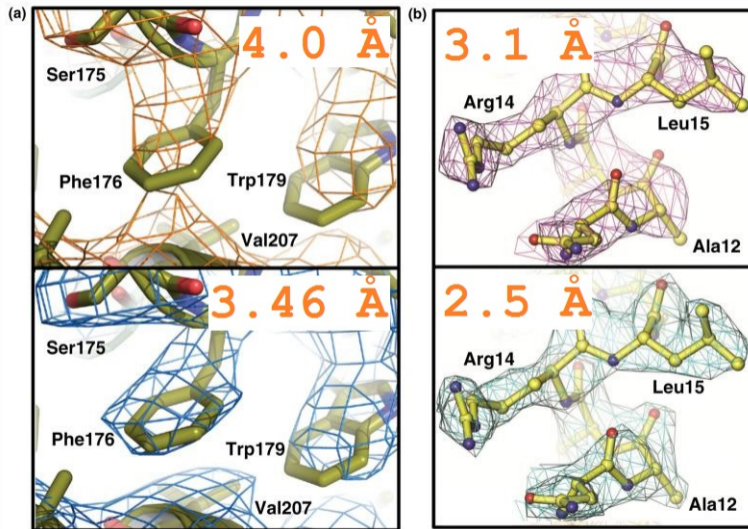 (a)
4.0 Å
Ser175
Phe176
Trp179
Val207
3.46 Å
Ser175
Phe176
Trp179
Val207
(b)
3.1 Å
Arg14
Leu15
Ala12
2.5 Å
Arg14
Leu15
Ala12